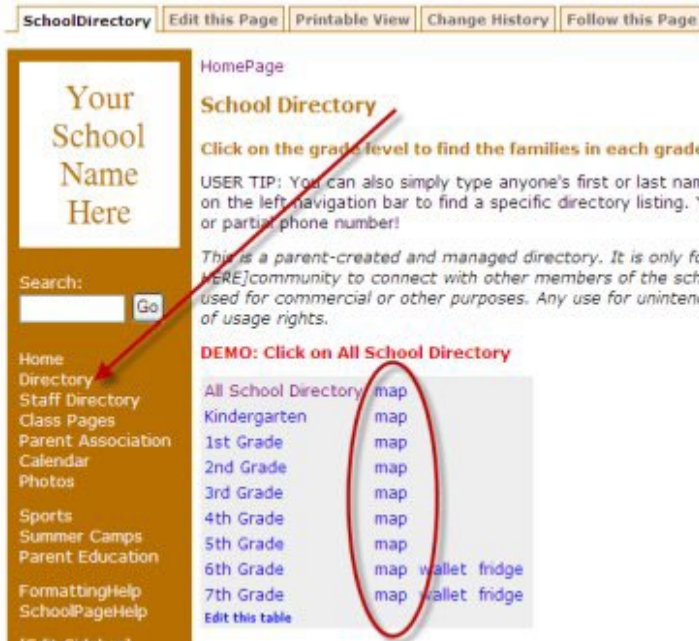 SchoolDirectory Edit this Page Printable View Change History Follow this Page
Your
School
Name
Here
Search:
Go
Home
Directory
Staff Directory
Class Pages
Parent Association
Calendar
Photos
Sports
Summer Camps
Parent Education
FormattingHelp
SchoolPageHelp
HomePage
School Directory
Click on the grade level to find the families in each grade
USER TIP: You can also simply type anyone's first or last
on the left navigation bar to find a specific directory listing.
or partial phone number!
This is a parent-created and managed directory. It is only
HERE]community to connect with other members of the
used for commercial or other purposes. Any use for
of usage rights.
DEMO: Click on All School Directory
All School Directory map
Kindergarten map
1st Grade map
2nd Grade map
3rd Grade map
4th Grade map
5th Grade map
6th Grade map wallet fridge
7th Grade map wallet fridge
Edit this table